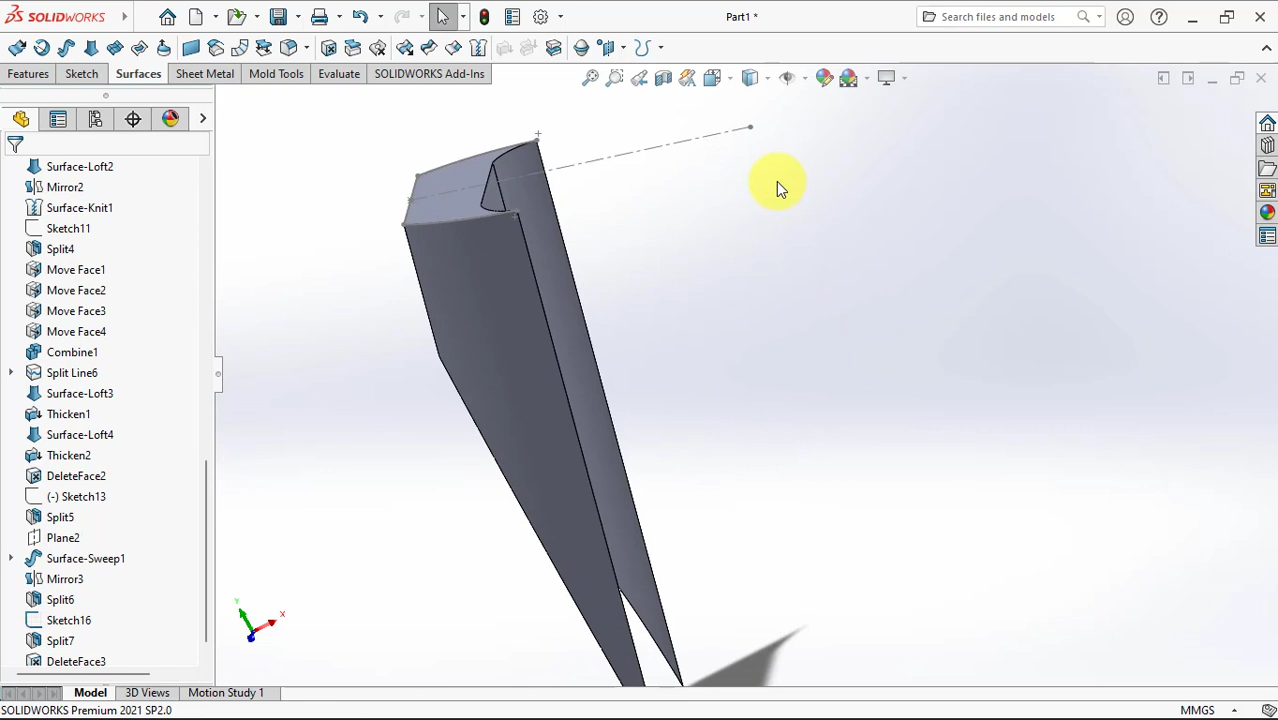 SOLIDWORKS
Part1 *
Search files and models
Features
Sketch
Surfaces
Sheet Metal
Mold Tools
Evaluate
SOLIDWORKS Add-Ins
Surface-Loft2
Mirror2
Surface-Knit1
Sketch11
Split4
Move Face1
Move Face2
Move Face3
Move Face4
Combine1
Split Line6
Surface-Loft3
Thicken1
Surface-Loft4
Thicken2
DeleteFace2
(-) Sketch13
Split5
Plane2
Surface-Sweep1
Mirror3
Split6
Sketch16
Split7
DeleteFace3
Y
X
Model
3D Views
Motion Study 1
SOLIDWORKS Premium 2021 SP2.0
MMGS